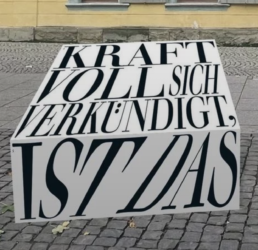 KRAFT
VOLL SICH
VERKÜNDIGT,
IST DAS